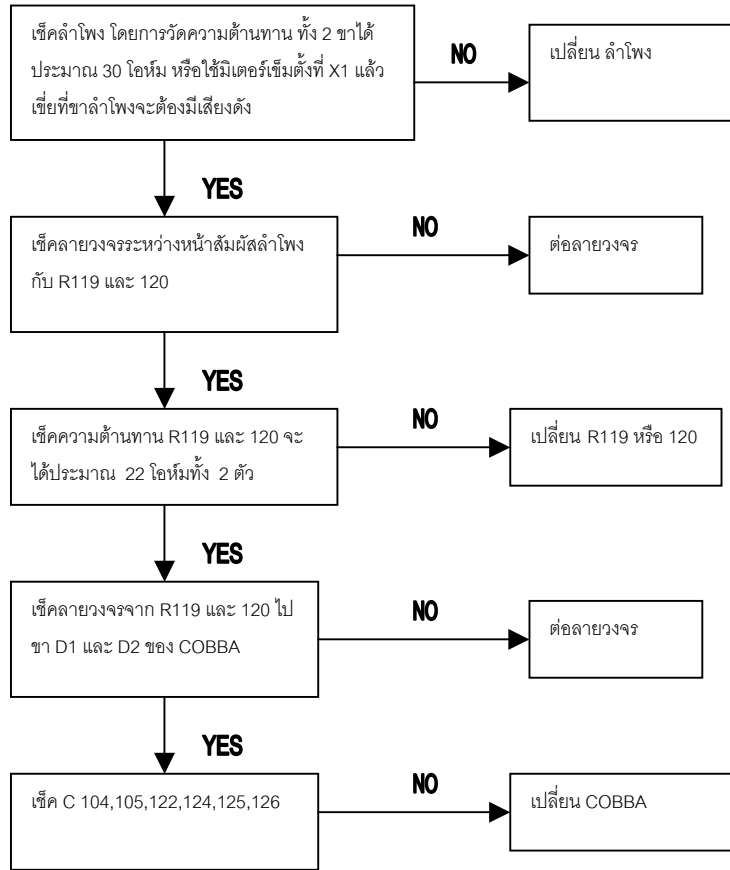 เช็คลำโพง โดยการวัดความต้านทาน ทั้ง 2 ขาได้
ประมาณ 30 โอห์ม หรือใช้มิเตอร์เข็มตั้งที่ X1 แล้ว
เขี่ยที่ขาลำโพงจะต้องมีเสียงดัง
NO
เปลี่ยน ลำโพง
YES
เช็คลายวงจรระหว่างหน้าสัมผัสลำโพง
กับ R119 และ 120
NO
ต่อลายวงจร
YES
เช็คความต้านทาน R119 และ 120 จะ
ได้ประมาณ 22 โอห์มทั้ง 2 ตัว
NO
เปลี่ยน R119 หรือ 120
YES
เช็คลายวงจรจาก R119 และ 120 ไป
ขา D1 และ D2 ของ COBBA
NO
ต่อลายวงจร
YES
เช็ค C 104,105,122,124,125,126
NO
เปลี่ยน COBBA